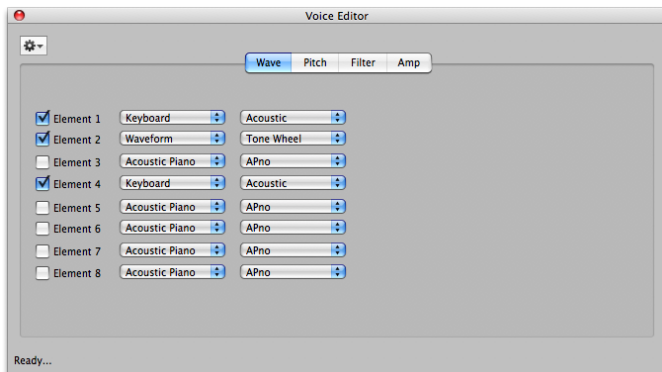 Voice Editor
Wave Pitch Filter Amp
Element 1 Keyboard Acoustic
Element 2 Waveform Tone Wheel
Element 3 Acoustic Piano APno
Element 4 Keyboard Acoustic
Element 5 Acoustic Piano APno
Element 6 Acoustic Piano APno
Element 7 Acoustic Piano APno
Element 8 Acoustic Piano APno
Ready...